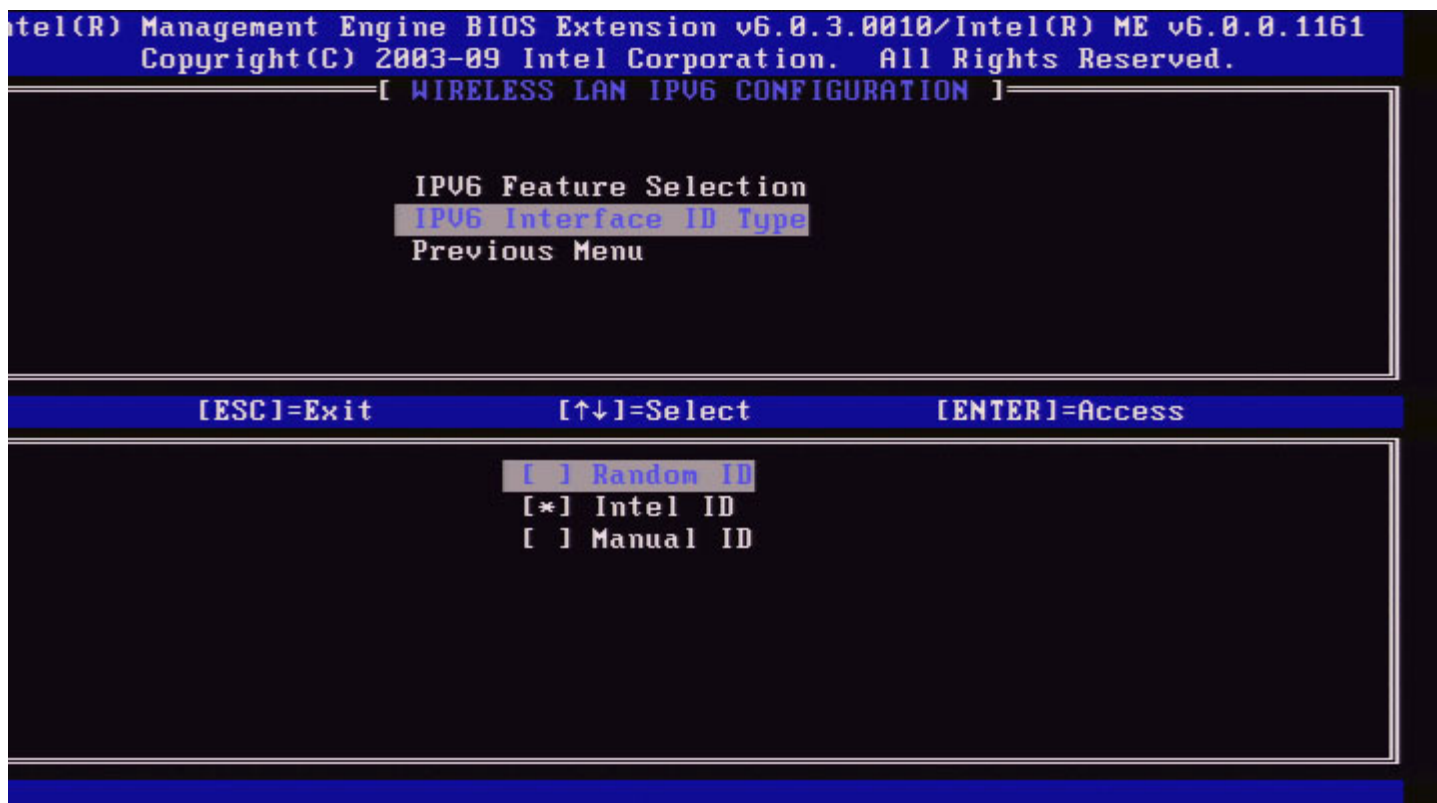 ntel(R) Management Engine BIOS Extension v6.0.3.0010/Intel(R) ME v6.0.0.1161
Copyright(C) 2003-09 Intel Corporation. All Rights Reserved.
[ WIRELESS LAN IPV6 CONFIGURATION ]
IPV6 Feature Selection
IPV6 Interface ID Type
Previous Menu
[ESC]=Exit [↑↓]=Select [ENTER]=Access
[ ] Random ID
[*] Intel ID
[ ] Manual ID